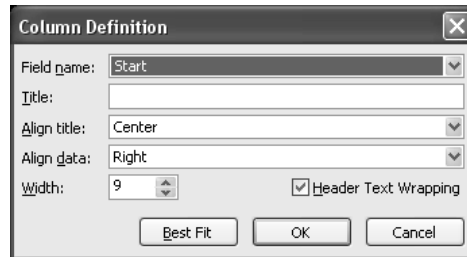 Column Definition
Field name: Start
Title:
Align title: Center
Align data: Right
Width: 9 Header Text Wrapping
Best Fit OK Cancel